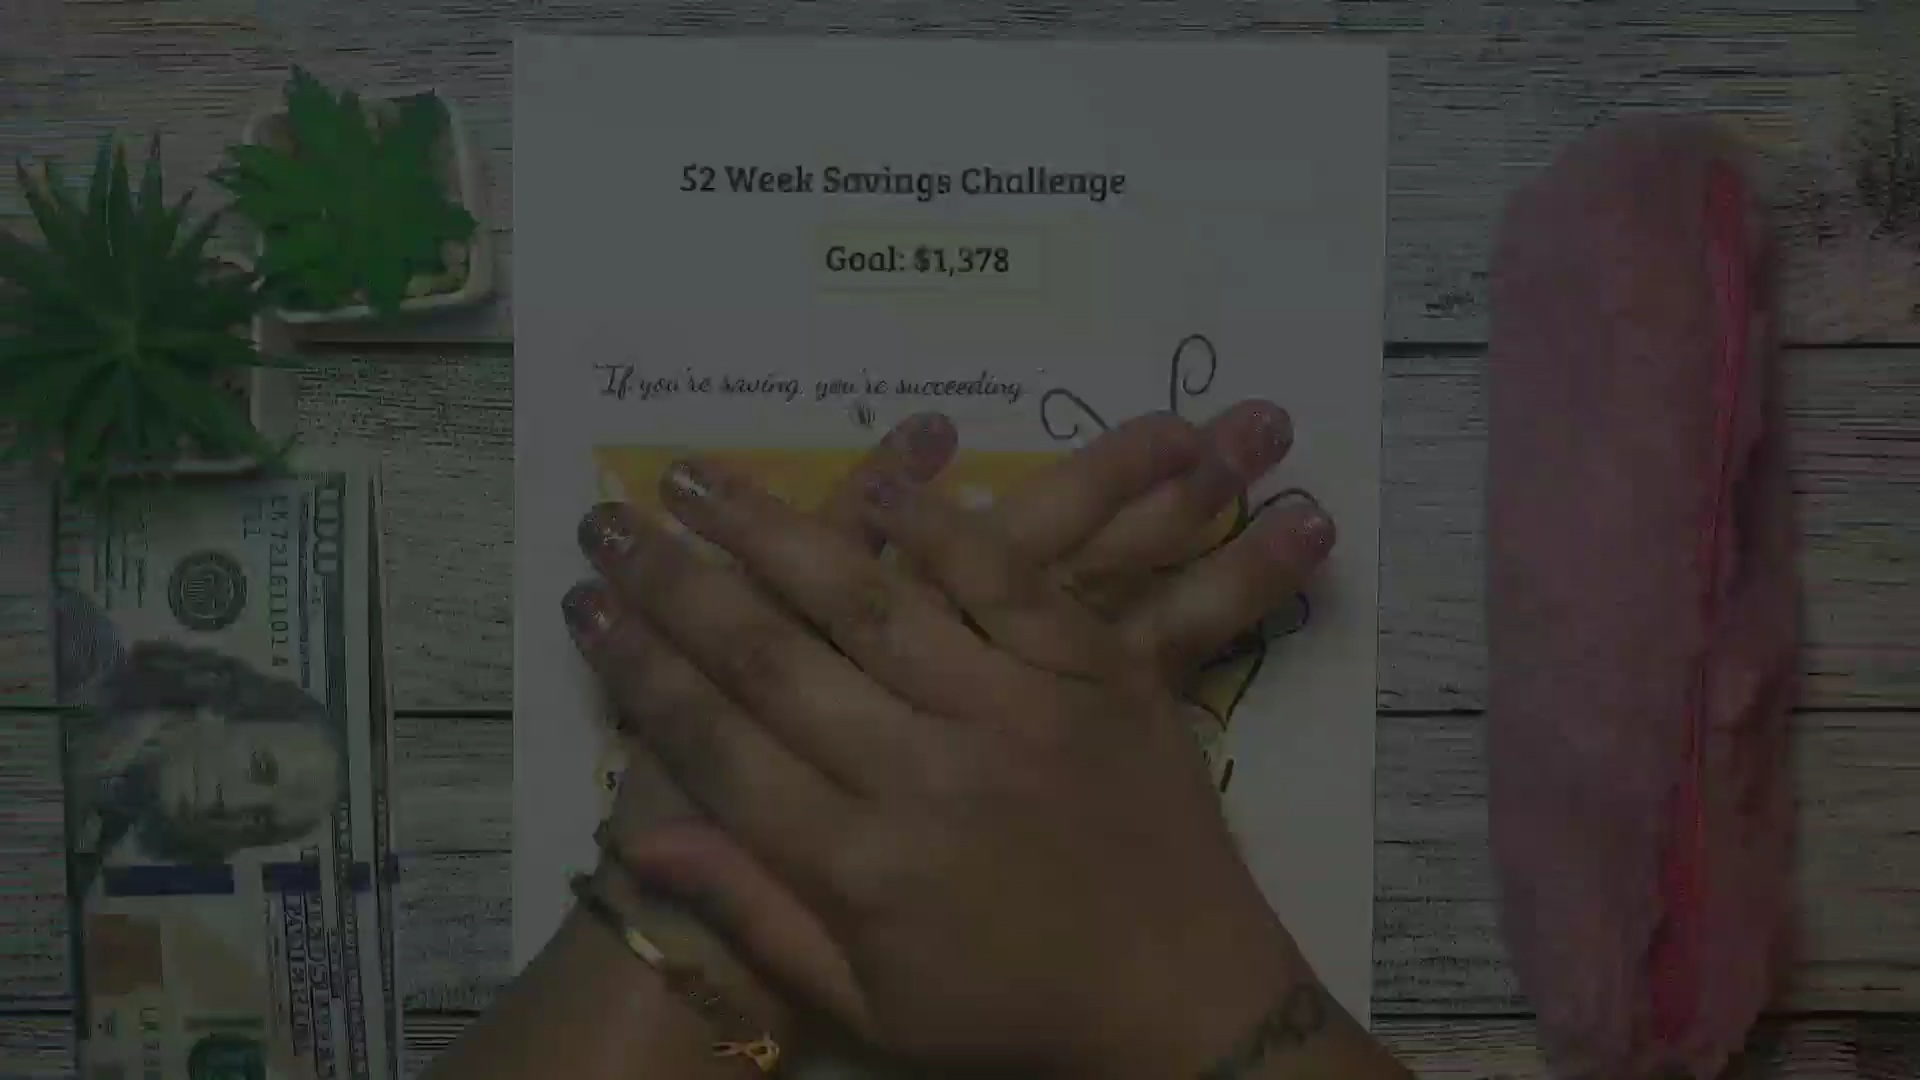 52 Week Savings Challenge
Goal: $1,378
"If you're saving, you're succeeding."